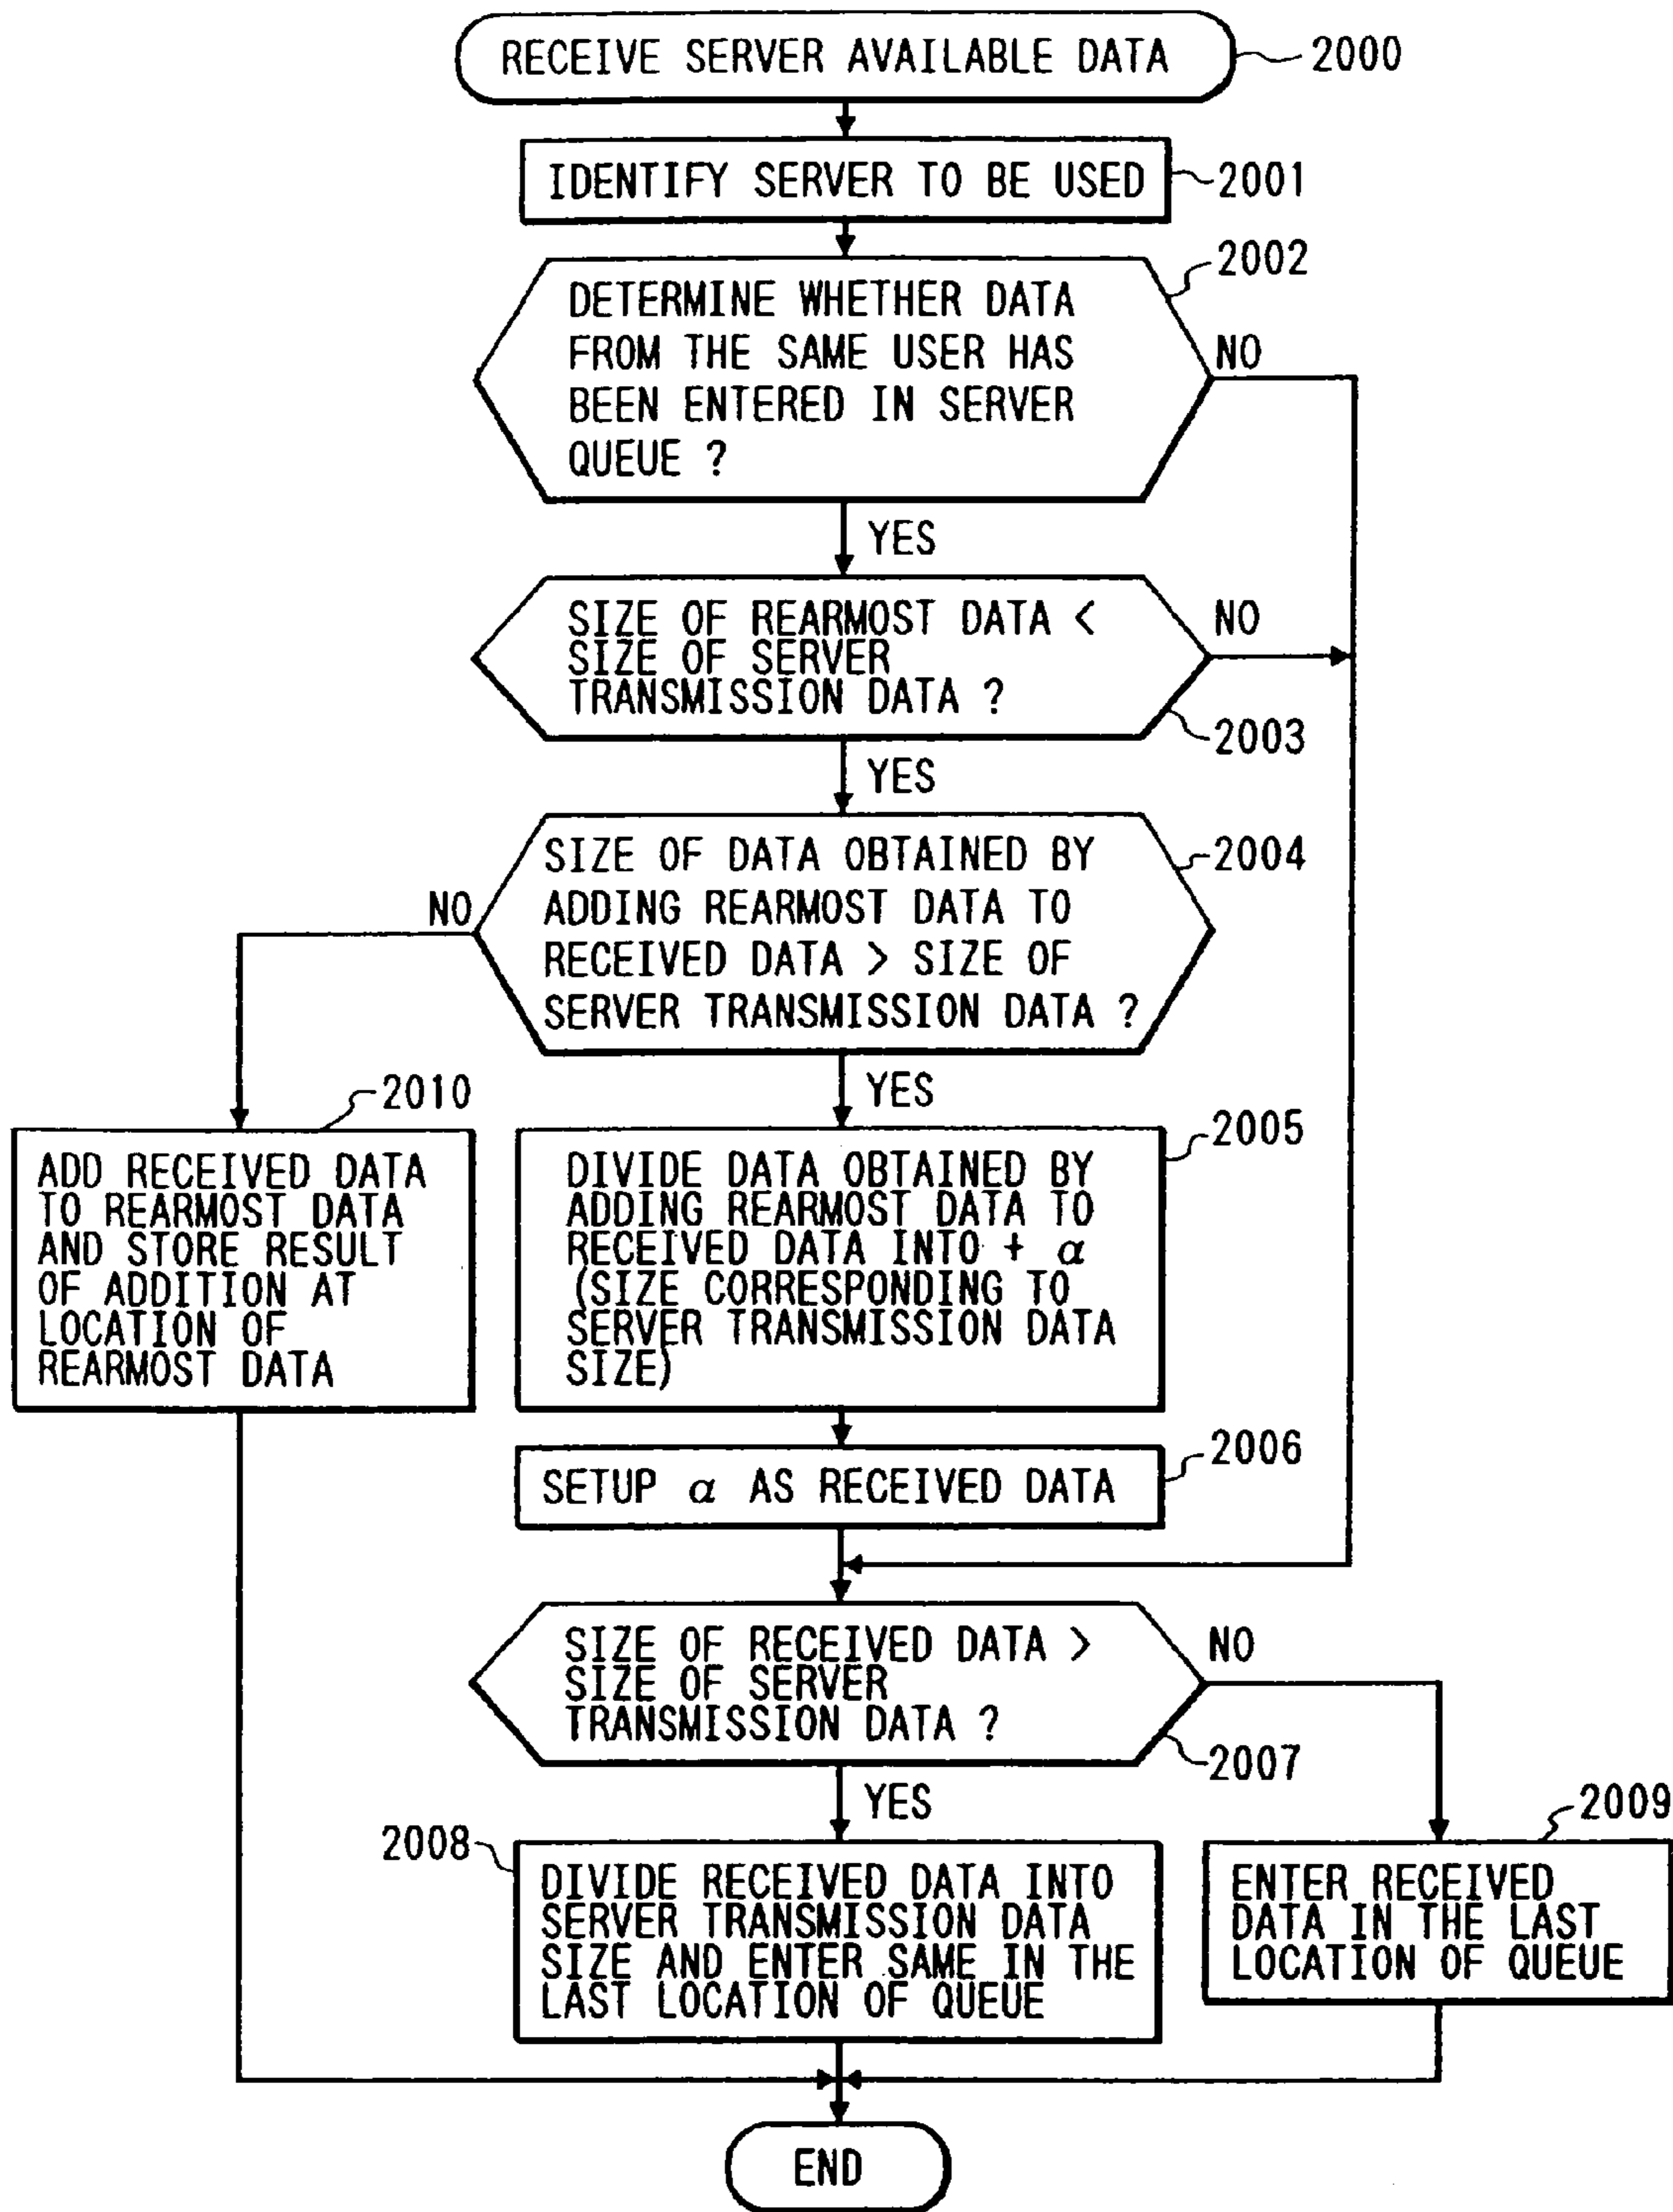 RECEIVE SERVER AVAILABLE DATA
2000
IDENTIFY SERVER TO BE USED
2001
2002
DETERMINE WHETHER DATA
FROM THE SAME USER HAS
BEEN ENTERED IN SERVER
QUEUE ?
NO
YES
SIZE OF REARMOST DATA <
SIZE OF SERVER
TRANSMISSION DATA ?
NO
2003
YES
SIZE OF DATA OBTAINED BY
ADDING REARMOST DATA TO
RECEIVED DATA > SIZE OF
SERVER TRANSMISSION DATA ?
2004
NO
YES
2010
ADD RECEIVED DATA
TO REARMOST DATA
AND STORE RESULT
OF ADDITION AT
LOCATION OF
REARMOST DATA
2005
DIVIDE DATA OBTAINED BY
ADDING REARMOST DATA TO
RECEIVED DATA INTO + α
(SIZE CORRESPONDING TO
SERVER TRANSMISSION DATA
SIZE)
2006
SETUP α AS RECEIVED DATA
SIZE OF RECEIVED DATA >
SIZE OF SERVER
TRANSMISSION DATA ?
NO
2007
YES
2008
DIVIDE RECEIVED DATA INTO
SERVER TRANSMISSION DATA
SIZE AND ENTER SAME IN THE
LAST LOCATION OF QUEUE
2009
ENTER RECEIVED
DATA IN THE LAST
LOCATION OF QUEUE
END